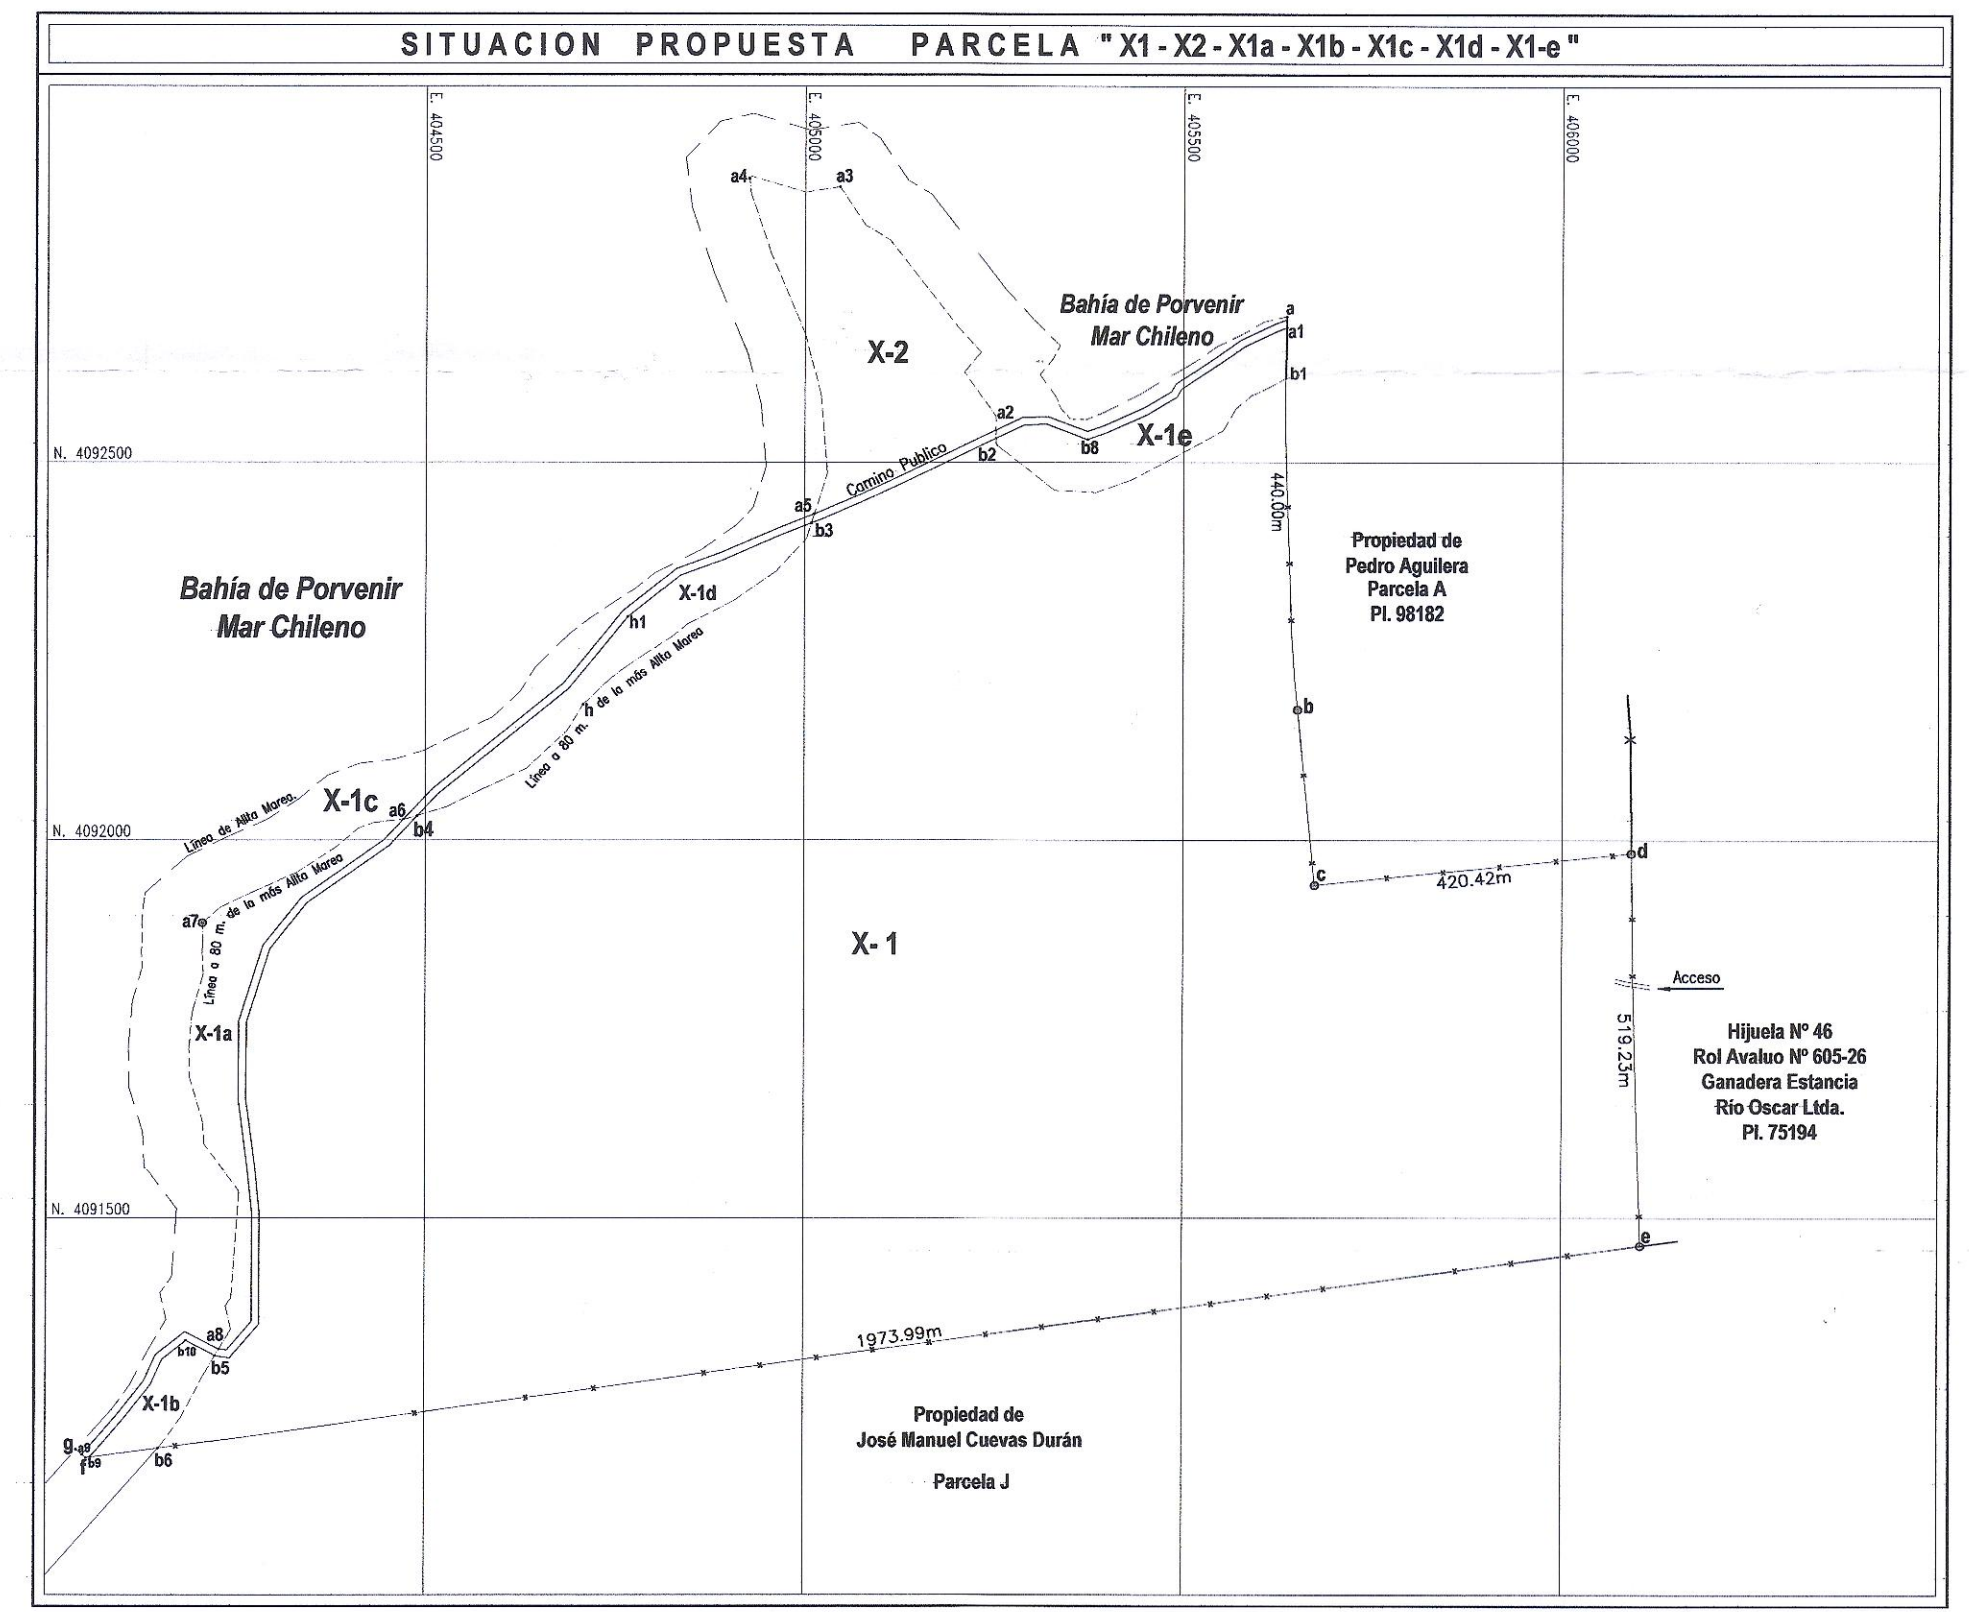 SITUACION PROPUESTA PARCELA " X1 - X2 - X1a - X1b - X1c - X1d - X1-e "
E. 404500
E. 405000
E. 405500
E. 406000
a4
a3
Bahía de Porvenir
Mar Chileno
a
a1
X-2
b1
a2
X-1e
b8
b2
N. 4092500
Camino Publico
a5
b3
440.00m
Propiedad de
Pedro Aguilera
Parcela A
Pl. 98182
Bahía de Porvenir
Mar Chileno
X-1d
h1
Línea a 80 m. de la más Allta Marea
h
b
X-1c
a6
Línea de Allta Marea.
N. 4092000
b4
d
c
420.42m
Línea a 80 m. de la más Allta Marea
a7
X- 1
Acceso
X-1a
519.23m
Hijuela Nº 46
Rol Avaluo Nº 605-26
Ganadera Estancia
Río Oscar Ltda.
Pl. 75194
N. 4091500
e
a8
b10
b5
1973.99m
X-1b
Propiedad de
José Manuel Cuevas Durán
Parcela J
g
a9
f
b9
b6